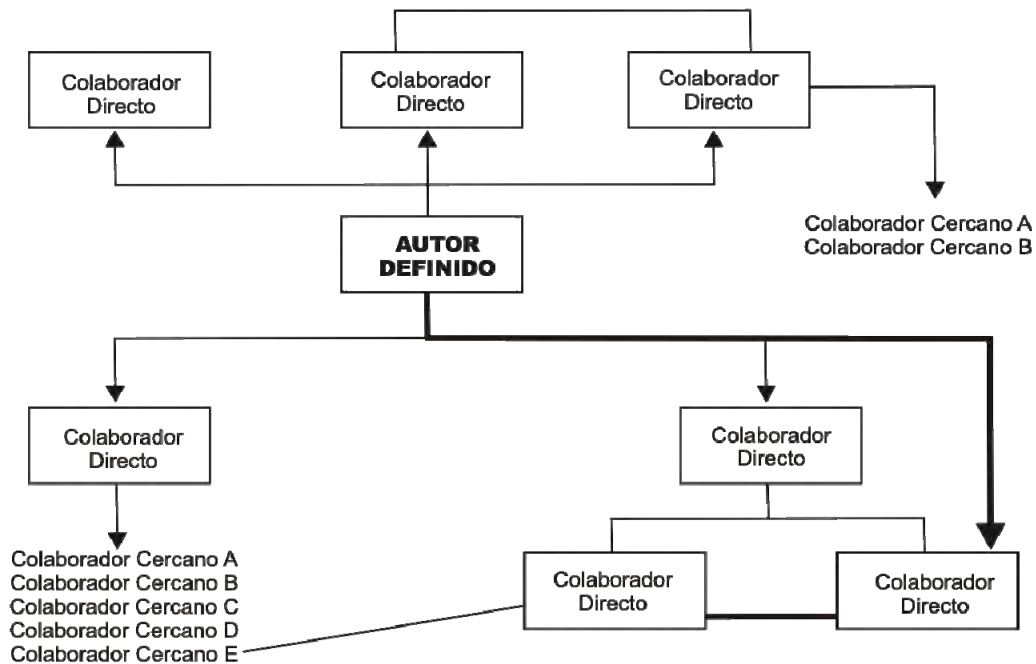 Colaborador
Directo
Colaborador
Directo
Colaborador
Directo
Colaborador Cercano A
Colaborador Cercano B
AUTOR
DEFINIDO
Colaborador
Directo
Colaborador
Directo
Colaborador Cercano A
Colaborador Cercano B
Colaborador Cercano C
Colaborador Cercano D
Colaborador Cercano E
Colaborador
Directo
Colaborador
Directo